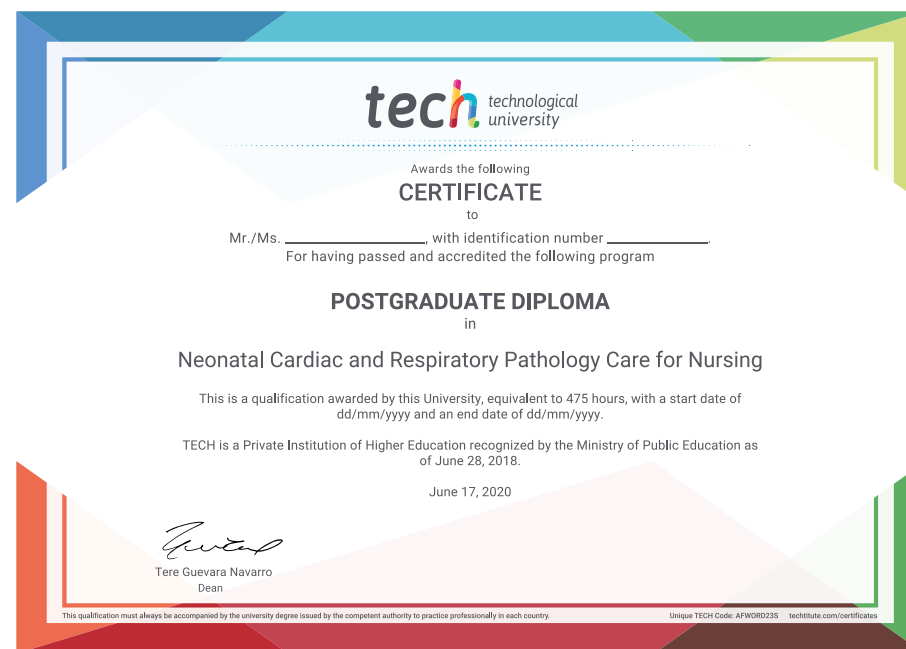 tech technological
university
Awards the following
CERTIFICATE
to
Mr./Ms. ____________________, with identification number ______________.
For having passed and accredited the following program
POSTGRADUATE DIPLOMA
in
Neonatal Cardiac and Respiratory Pathology Care for Nursing
This is a qualification awarded by this University, equivalent to 475 hours, with a start date of
dd/mm/yyyy and an end date of dd/mm/yyyy.
TECH is a Private Institution of Higher Education recognized by the Ministry of Public Education as
of June 28, 2018.
June 17, 2020
Tere Guevara Navarro
Dean
This qualification must always be accompanied by the university degree issued by the competent authority to practice professionally in each country.
Unique TECH Code: AFWORD23S techtitute.com/certificates